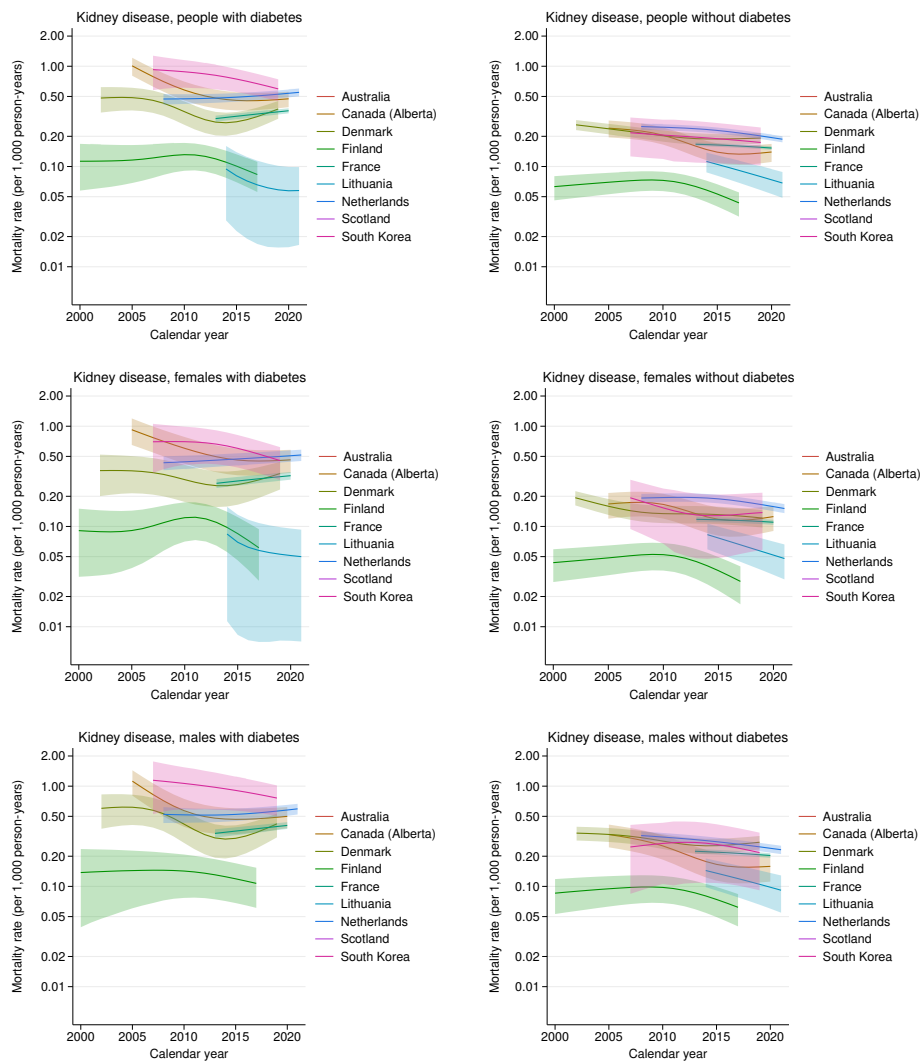 Kidney disease, people with diabetes
Mortality rate (per 1,000 person-years)
2.00
1.00
0.50
0.20
0.10
0.05
0.02
0.01
2000 2005 2010 2015 2020
Calendar year
Australia
Canada (Alberta)
Denmark
Finland
France
Lithuania
Netherlands
Scotland
South Korea
Kidney disease, people without diabetes
Mortality rate (per 1,000 person-years)
2.00
1.00
0.50
0.20
0.10
0.05
0.02
0.01
2000 2005 2010 2015 2020
Calendar year
Australia
Canada (Alberta)
Denmark
Finland
France
Lithuania
Netherlands
Scotland
South Korea
Kidney disease, females with diabetes
Mortality rate (per 1,000 person-years)
2.00
1.00
0.50
0.20
0.10
0.05
0.02
0.01
2000 2005 2010 2015 2020
Calendar year
Australia
Canada (Alberta)
Denmark
Finland
France
Lithuania
Netherlands
Scotland
South Korea
Kidney disease, females without diabetes
Mortality rate (per 1,000 person-years)
2.00
1.00
0.50
0.20
0.10
0.05
0.02
0.01
2000 2005 2010 2015 2020
Calendar year
Australia
Canada (Alberta)
Denmark
Finland
France
Lithuania
Netherlands
Scotland
South Korea
Kidney disease, males with diabetes
Mortality rate (per 1,000 person-years)
2.00
1.00
0.50
0.20
0.10
0.05
0.02
0.01
2000 2005 2010 2015 2020
Calendar year
Australia
Canada (Alberta)
Denmark
Finland
France
Lithuania
Netherlands
Scotland
South Korea
Kidney disease, males without diabetes
Mortality rate (per 1,000 person-years)
2.00
1.00
0.50
0.20
0.10
0.05
0.02
0.01
2000 2005 2010 2015 2020
Calendar year
Australia
Canada (Alberta)
Denmark
Finland
France
Lithuania
Netherlands
Scotland
South Korea